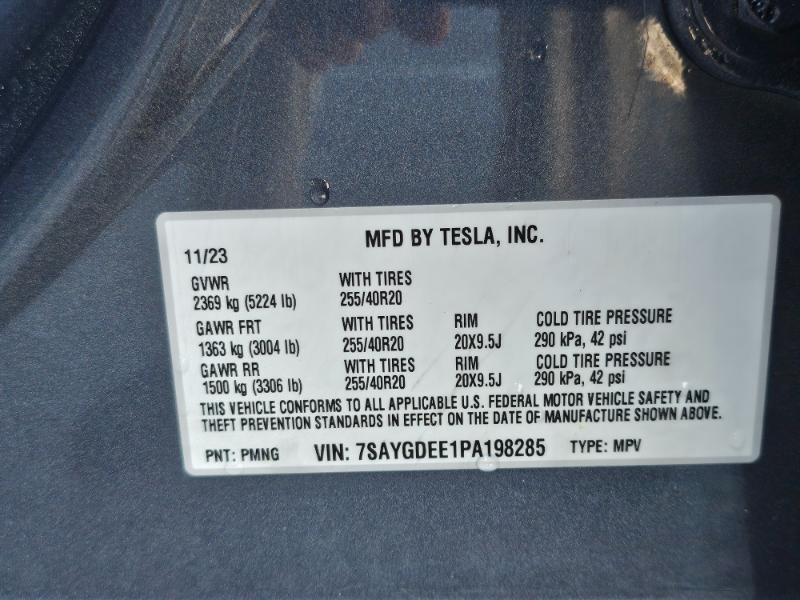 MFD BY TESLA, INC.
11/23
GVWR WITH TIRES
2369 kg (5224 lb) 255/40R20
GAWR FRT WITH TIRES RIM COLD TIRE PRESSURE
1363 kg (3004 lb) 255/40R20 20X9.5J 290 kPa, 42 psi
GAWR RR WITH TIRES RIM COLD TIRE PRESSURE
1500 kg (3306 lb) 255/40R20 20X9.5J 290 kPa, 42 psi
THIS VEHICLE CONFORMS TO ALL APPLICABLE U.S. FEDERAL MOTOR VEHICLE SAFETY AND
THEFT PREVENTION STANDARDS IN EFFECT ON THE DATE OF MANUFACTURE SHOWN ABOVE.
PNT: PMNG VIN: 7SAYGDEE1PA198285 TYPE: MPV